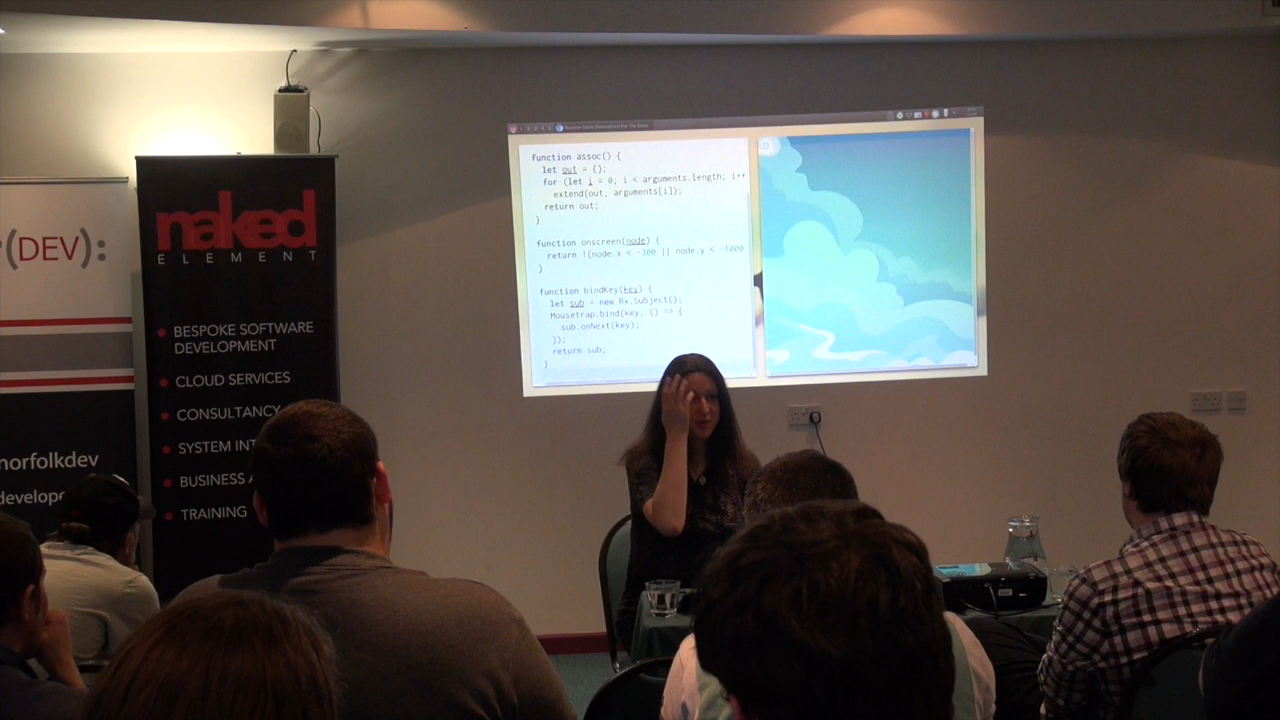 (DEV):
norfolkdev
naked
ELEMENT
BESPOKE SOFTWARE
DEVELOPMENT
CLOUD SERVICES
CONSULTANCY
SYSTEM
BUSINESS
TRAINING
function assoc() {
let out = {};
for (let i = 0; i < arguments.length; i++
extend(out, arguments[i]);
return out;
}
function onscreen(node) {
return !(node.x < -300 || node.y < -1000
}
function bindKey(key) {
let sub = new Rx.Subject();
Mousetrap.bind(key, () => {
sub.onNext(key);
});
return sub;
}